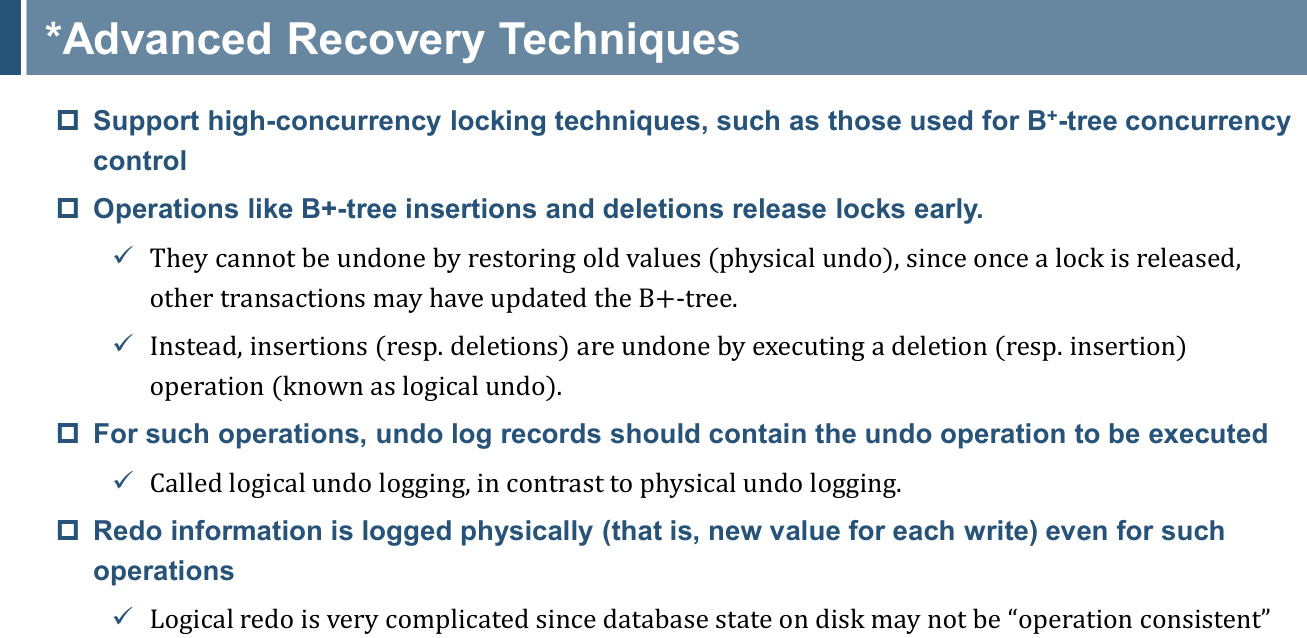 *Advanced Recovery Techniques
Support high-concurrency locking techniques, such as those used for B+-tree concurrency
control
Operations like B+-tree insertions and deletions release locks early.
They cannot be undone by restoring old values (physical undo), since once a lock is released,
other transactions may have updated the B+-tree.
Instead, insertions (resp. deletions) are undone by executing a deletion (resp. insertion)
operation (known as logical undo).
For such operations, undo log records should contain the undo operation to be executed
Called logical undo logging, in contrast to physical undo logging.
Redo information is logged physically (that is, new value for each write) even for such
operations
Logical redo is very complicated since database state on disk may not be “operation consistent”